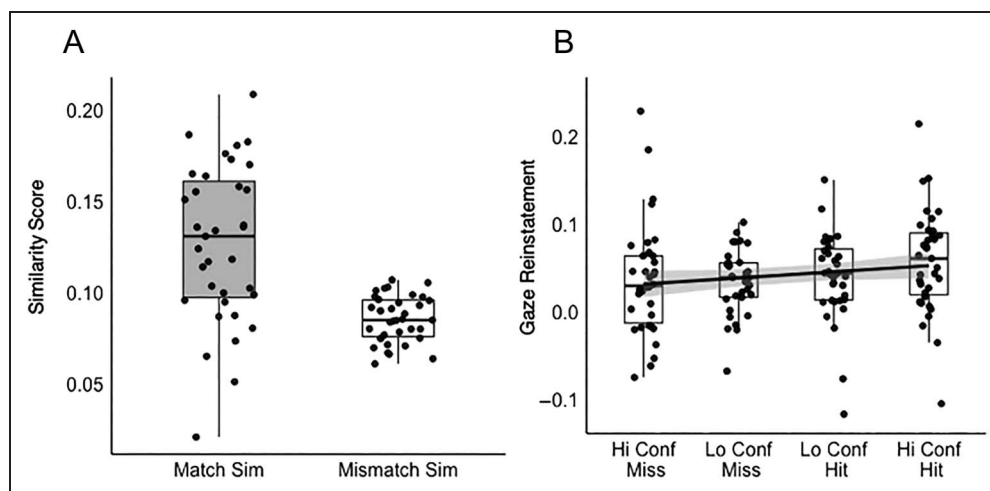 A
Similarity Score
0.20
0.15
0.10
0.05
Match Sim
Mismatch Sim
B
Gaze Reinstatement
0.2
0.1
0.0
−0.1
Hi Conf
Miss
Lo Conf
Miss
Lo Conf
Hit
Hi Conf
Hit